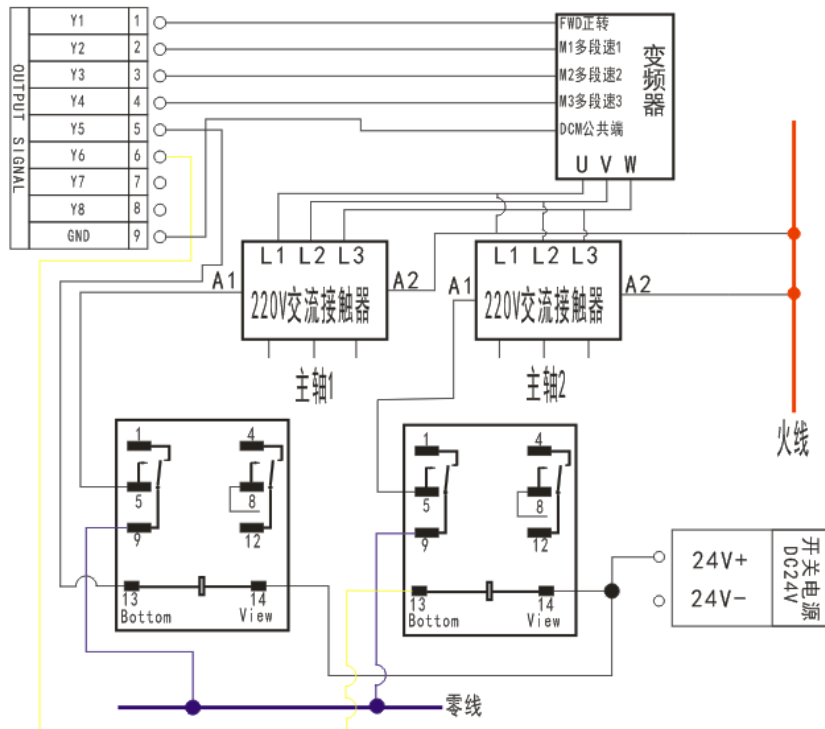 OUTPUT SIGNAL
Y1 1
Y2 2
Y3 3
Y4 4
Y5 5
Y6 6
Y7 7
Y8 8
GND 9
FWD正转
M1多段速1
M2多段速2
M3多段速3
DCM公共端
变频器
U V W
L1 L2 L3
A1
A2
220V交流接触器
主轴1
L1 L2 L3
A1
A2
220V交流接触器
主轴2
火线
1 4
5 8
9 12
13 14
Bottom View
1 4
5 8
9 12
13 14
Bottom View
24V+
24V-
开关电源
DC24V
零线